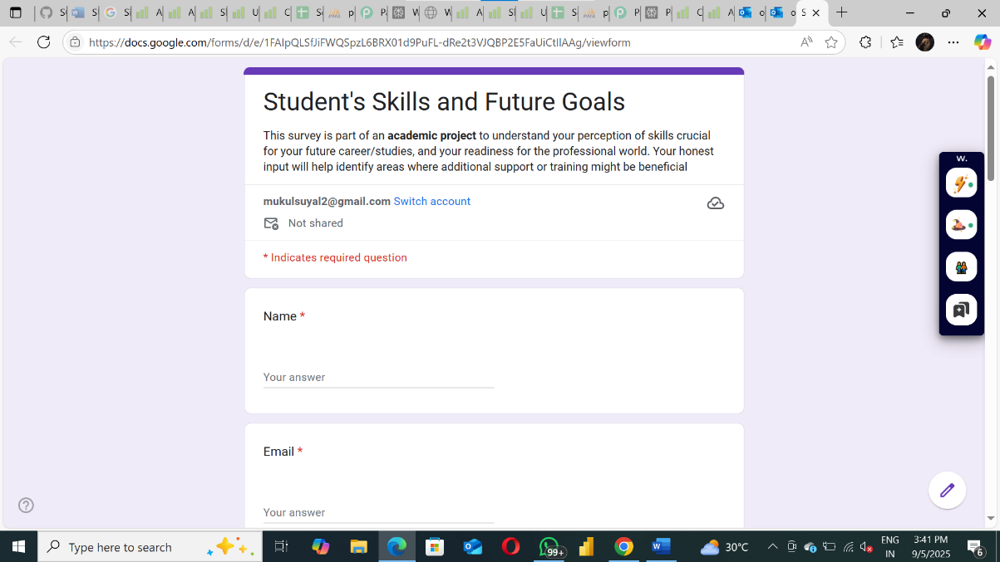 https://docs.google.com/forms/d/e/1FAIpQLSfJiFWQSpzL6BRX01d9PuFL-dRe2t3VJQBP2E5FaUiCtIlAAg/viewform
Student's Skills and Future Goals
This survey is part of an academic project to understand your perception of skills crucial
for your future career/studies, and your readiness for the professional world. Your honest
input will help identify areas where additional support or training might be beneficial
mukulsuyal2@gmail.com Switch account
Not shared
* Indicates required question
Name *
Your answer
Email *
Your answer
W.
Type here to search
99+
30°C
ENG
IN
3:41 PM
9/5/2025
6